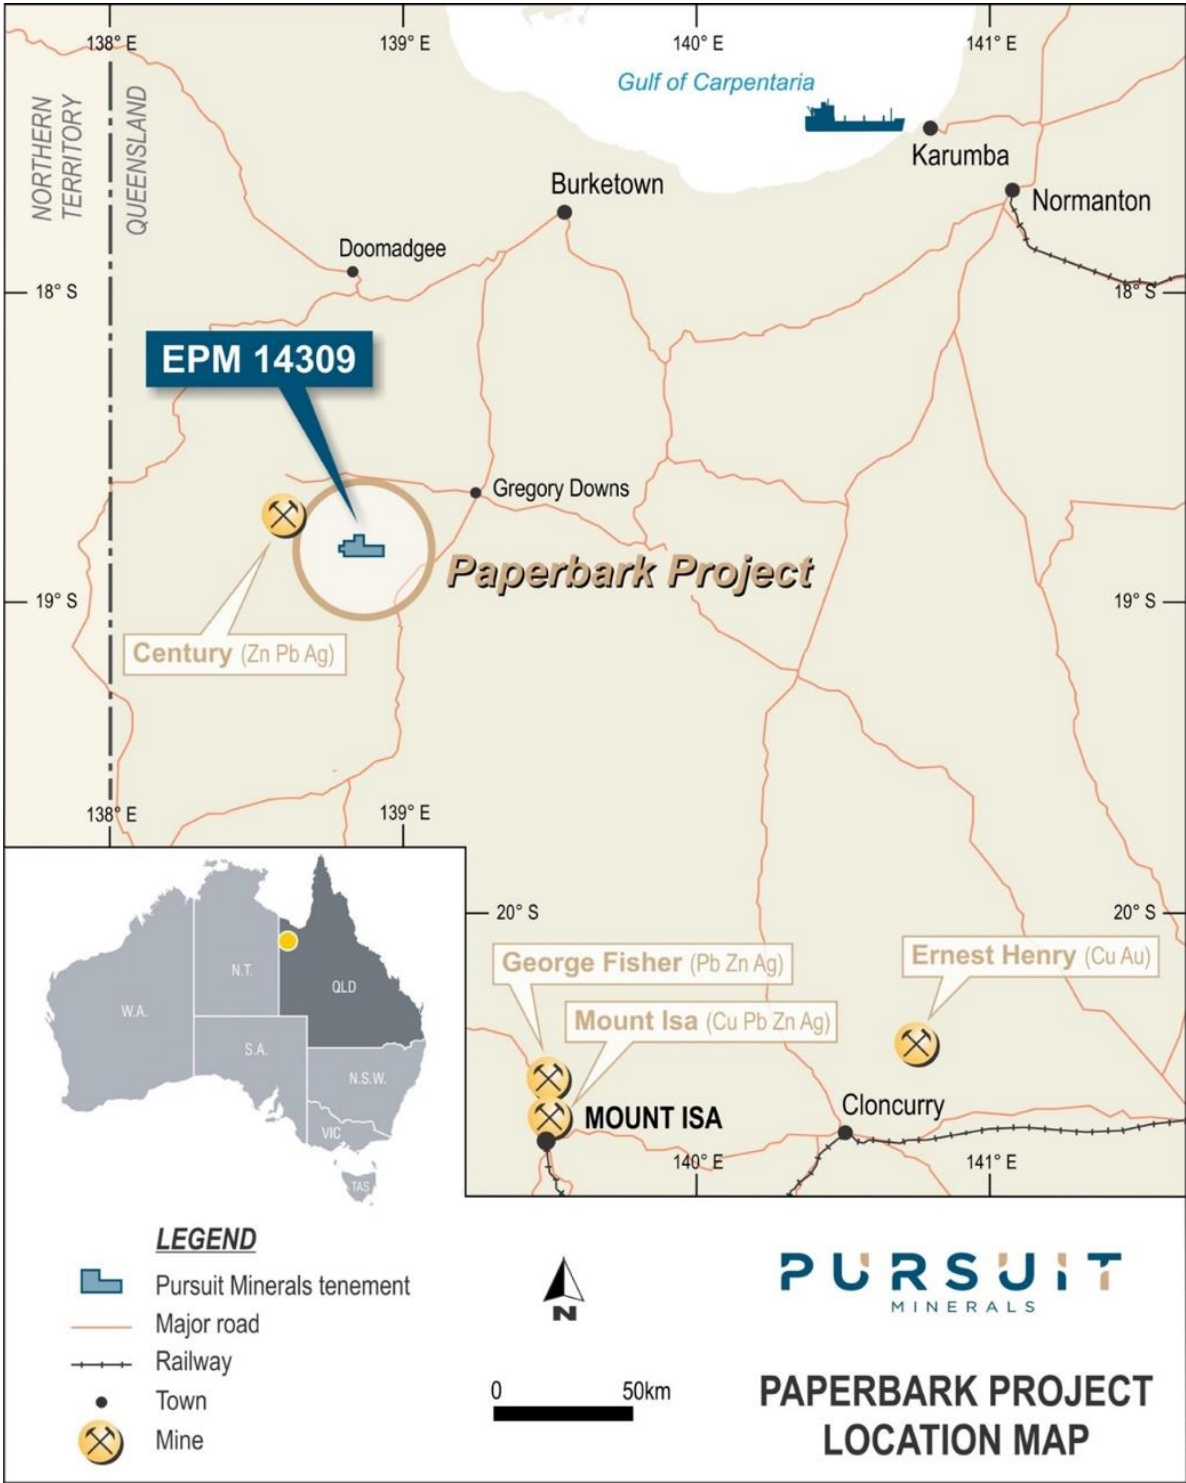 138° E
139° E
140° E
141° E
NORTHERN
TERRITORY
QUEENSLAND
Gulf of Carpentaria
Karumba
Burketown
Normanton
Doomadgee
18° S
18° S
EPM 14309
Gregory Downs
Paperbark Project
19° S
19° S
Century (Zn Pb Ag)
138° E
139° E
20° S
20° S
George Fisher (Pb Zn Ag)
Ernest Henry (Cu Au)
Mount Isa (Cu Pb Zn Ag)
MOUNT ISA
Cloncurry
140° E
141° E
N.T.
QLD
W.A.
S.A.
N.S.W.
VIC
TAS
LEGEND
Pursuit Minerals tenement
Major road
Railway
Town
Mine
N
0 50km
PURSUIT
MINERALS
PAPERBARK PROJECT
LOCATION MAP